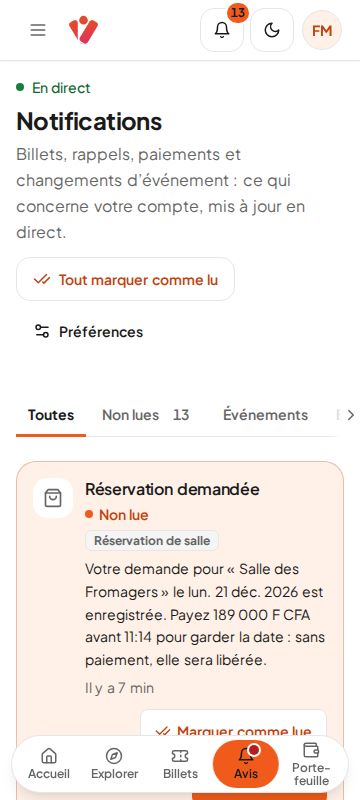 13
FM
En direct
Notifications
Billets, rappels, paiements et
changements d’événement : ce qui
concerne votre compte, mis à jour en
direct.
Tout marquer comme lu
Préférences
Toutes
Non lues 13
Événements
Réservation demandée
Non lue
Réservation de salle
Votre demande pour « Salle des
Fromagers » le lun. 21 déc. 2026 est
enregistrée. Payez 189 000 F CFA
avant 11:14 pour garder la date : sans
paiement, elle sera libérée.
Il y a 7 min
Marquer comme lue
Accueil
Explorer
Billets
Avis
Porte-
feuille